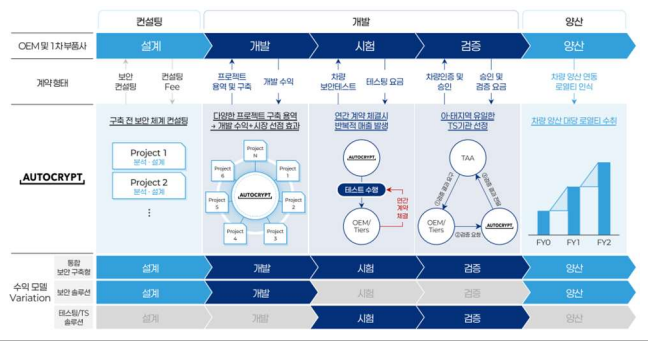 컨설팅
개발
양산
OEM 및 1차 부품사
설계
개발
시험
검증
양산
계약형태
보안
컨설팅
컨설팅
Fee
프로젝트
용역 및 구축
개발 수익
차량
보안테스트
테스팅 요금
차량인증 및
승인
승인 및
검증 요금
차량 양산 연동
로열티 인식
AUTOCRYPT
구축 전 보안 체계 컨설팅
Project 1
분석 · 설계
Project 2
분석 · 설계
⋮
다양한 프로젝트 구축 용역
→ 개발 수익+시장 선점 효과
Project
N
Project
1
Project
2
Project
3
Project
4
Project
5
Project
6
AUTOCRYPT
연간 계약 체결시
반복적 매출 발생
AUTOCRYPT
테스트 수행
연간
계약
체결
OEM/
Tiers
아·태지역 유일한
TS기관 선정
TAA
OEM/
Tiers
②검증 요청
AUTOCRYPT
차량 양산 대당 로열티 수취
FY0
FY1
FY2
수익 모델
Variation
통합
보안 구축형
설계
개발
시험
검증
양산
보안 솔루션
설계
개발
시험
검증
양산
테스팅/TS
솔루션
설계
개발
시험
검증
양산